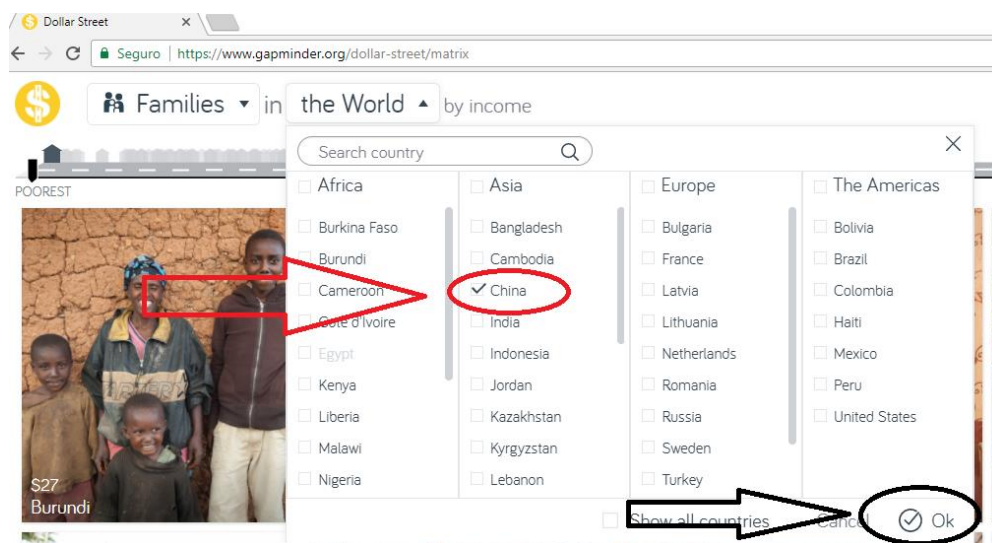 Dollar Street
Seguro | https://www.gapminder.org/dollar-street/matrix
Families in the World by income
Search country
POOREST
Africa
Burkina Faso
Burundi
Cameroon
Cote d'Ivoire
Egypt
Kenya
Liberia
Malawi
Nigeria
Asia
Bangladesh
Cambodia
China
India
Indonesia
Jordan
Kazakhstan
Kyrgyzstan
Lebanon
Europe
Bulgaria
France
Latvia
Lithuania
Netherlands
Romania
Russia
Sweden
Turkey
The Americas
Bolivia
Brazil
Colombia
Haiti
Mexico
Peru
United States
$27
Burundi
Show all countries
Cancel
Ok